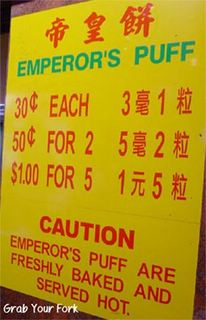 帝皇餅
EMPEROR'S PUFF
30¢ EACH 3毫1粒
50¢ FOR 2 5毫2粒
$1.00 FOR 5 1元5粒
CAUTION
EMPEROR'S PUFF ARE
FRESHLY BAKED AND
SERVED HOT.
Grab Your Fork